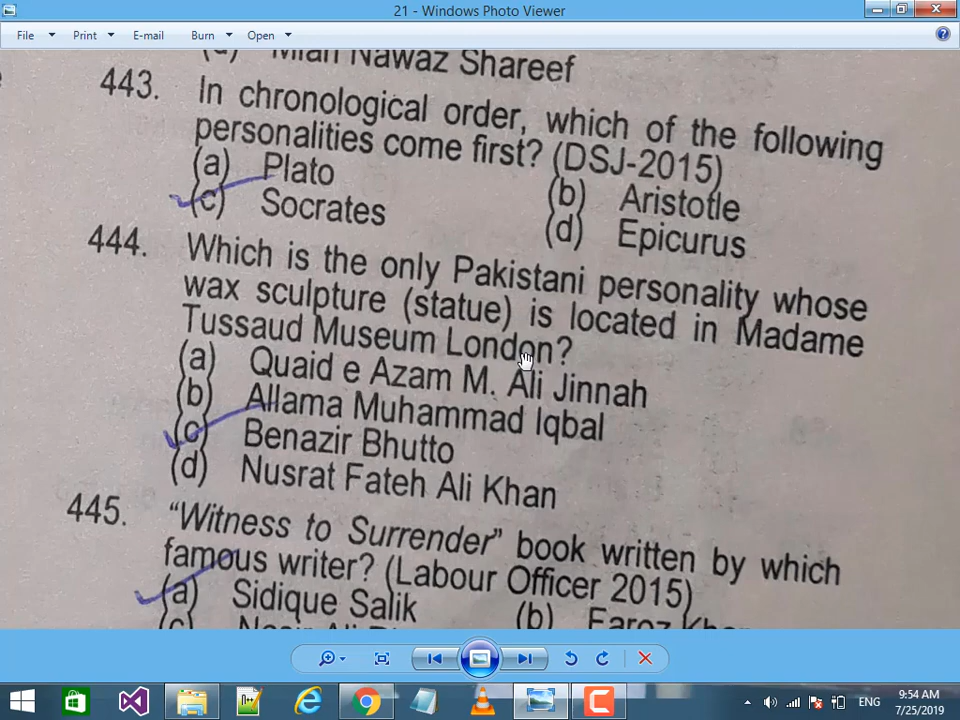 21 - Windows Photo Viewer
File Print E-mail Burn Open
(d) Mian Nawaz Shareef
443. In chronological order, which of the following
personalities come first? (DSJ-2015)
(a) Plato (b) Aristotle
(c) Socrates (d) Epicurus
444. Which is the only Pakistani personality whose
wax sculpture (statue) is located in Madame
Tussaud Museum London?
(a) Quaid e Azam M. Ali Jinnah
(b) Allama Muhammad Iqbal
(c) Benazir Bhutto
(d) Nusrat Fateh Ali Khan
445. "Witness to Surrender" book written by which
famous writer? (Labour Officer 2015)
(a) Sidique Salik (b)
(c)
ENG 9:54 AM
7/25/2019